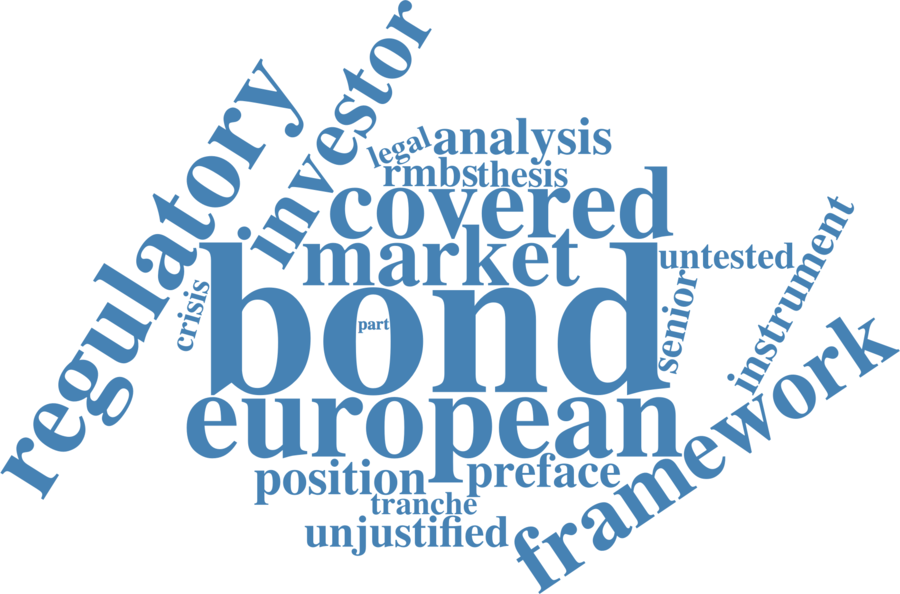 regulatory
investor
legal
analysis
rmbs
thesis
covered
market
untested
crisis
bond
part
senior
instrument
european
framework
position
preface
tranche
unjustified